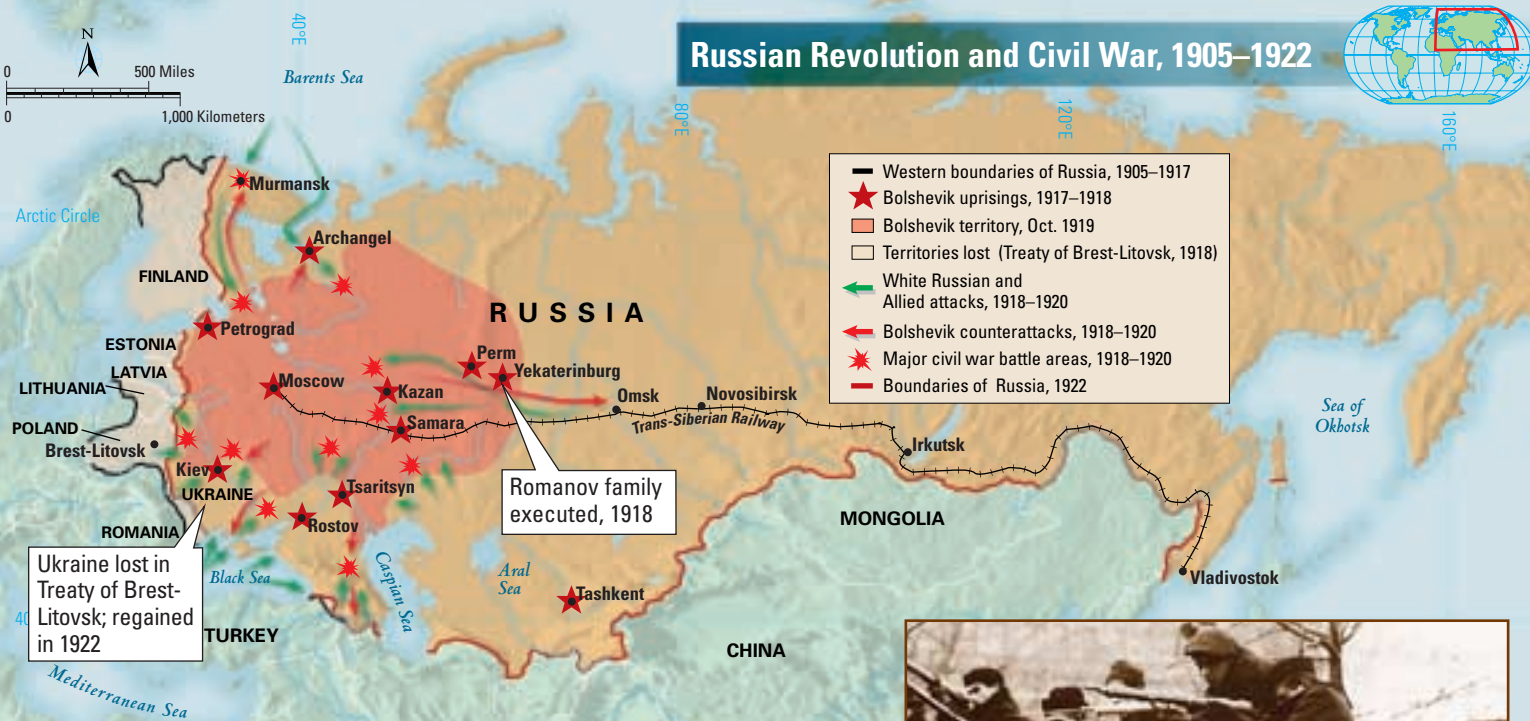 Russian Revolution and Civil War, 1905–1922
N
0
500 Miles
0
1,000 Kilometers
40°E
80°E
120°E
160°E
Barents Sea
Arctic Circle
Western boundaries of Russia, 1905–1917
Bolshevik uprisings, 1917–1918
Bolshevik territory, Oct. 1919
Territories lost (Treaty of Brest-Litovsk, 1918)
White Russian and
Allied attacks, 1918–1920
Bolshevik counterattacks, 1918–1920
Major civil war battle areas, 1918–1920
Boundaries of Russia, 1922
Murmansk
Archangel
FINLAND
RUSSIA
Petrograd
ESTONIA
LATVIA
LITHUANIA
Moscow
Perm
Yekaterinburg
Kazan
Omsk
Novosibirsk
Trans-Siberian Railway
Samara
POLAND
Brest-Litovsk
Kiev
UKRAINE
Irkutsk
Sea of
Okhotsk
Tsaritsyn
Rostov
ROMANIA
Romanov family
executed, 1918
MONGOLIA
Ukraine lost in
Treaty of Brest-
Litovsk; regained
in 1922
Black Sea
Caspian Sea
Aral
Sea
Tashkent
Vladivostok
40
TURKEY
CHINA
Mediterranean Sea